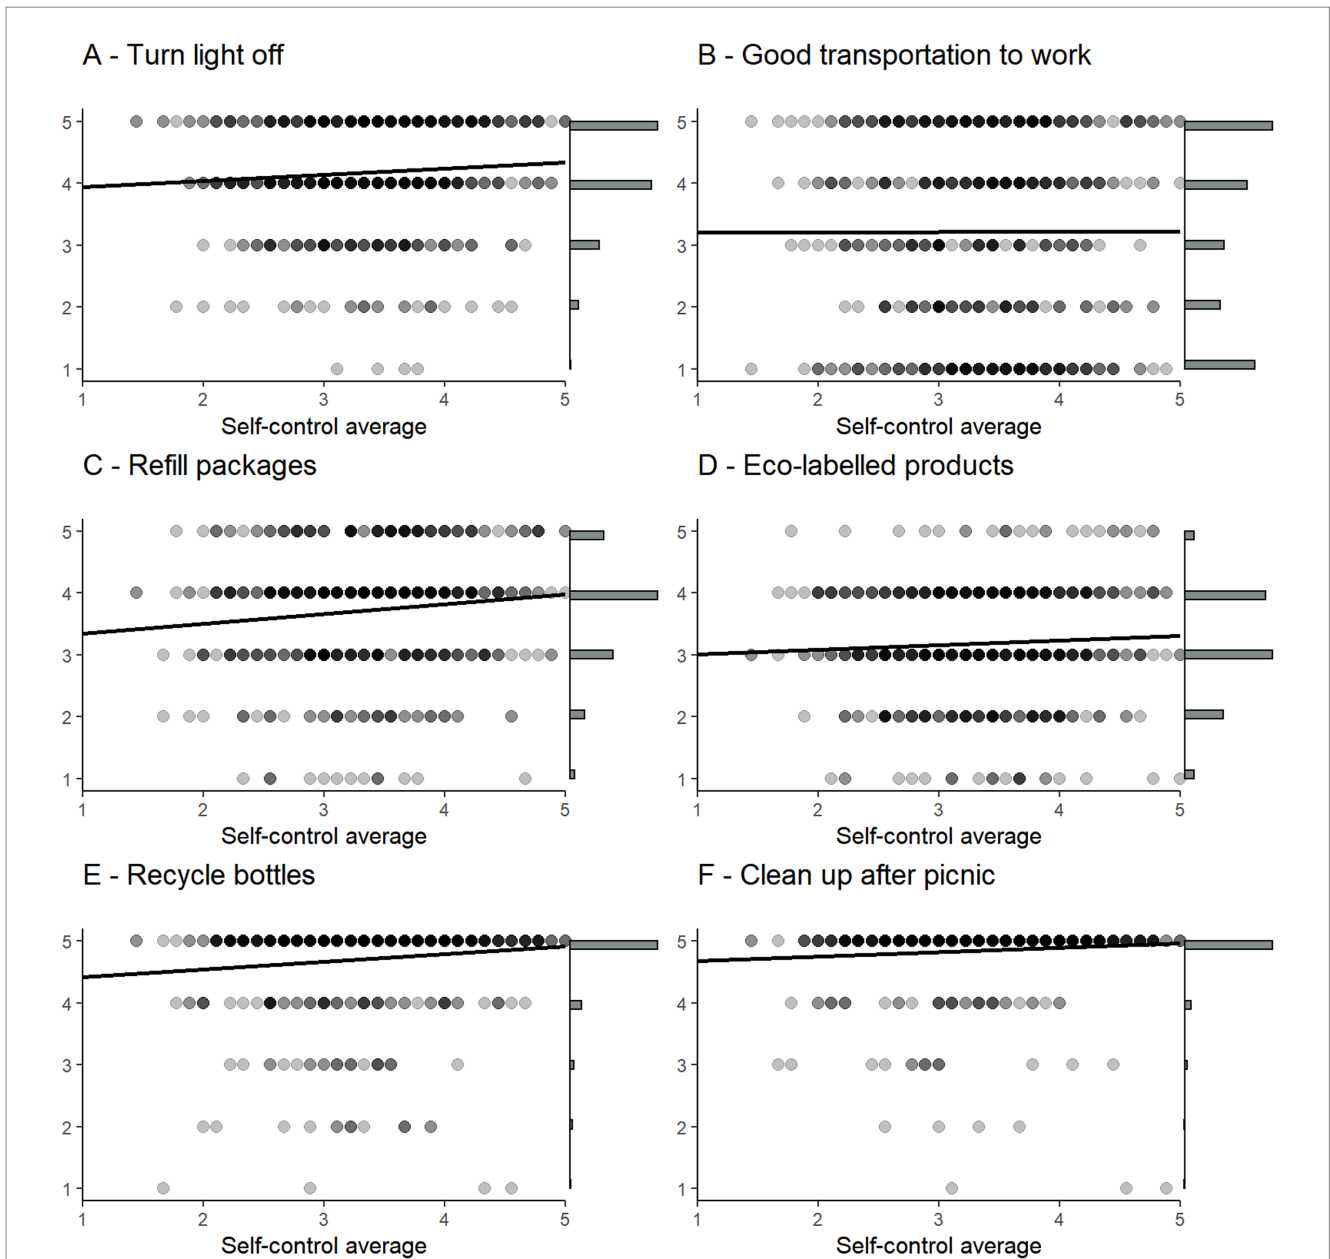 A - Turn light off
5
4
3
2
1
1 2 3 4 5
Self-control average
B - Good transportation to work
5
4
3
2
1
1 2 3 4 5
Self-control average
C - Refill packages
5
4
3
2
1
1 2 3 4 5
Self-control average
D - Eco-labelled products
5
4
3
2
1
1 2 3 4 5
Self-control average
E - Recycle bottles
5
4
3
2
1
1 2 3 4 5
Self-control average
F - Clean up after picnic
5
4
3
2
1
1 2 3 4 5
Self-control average